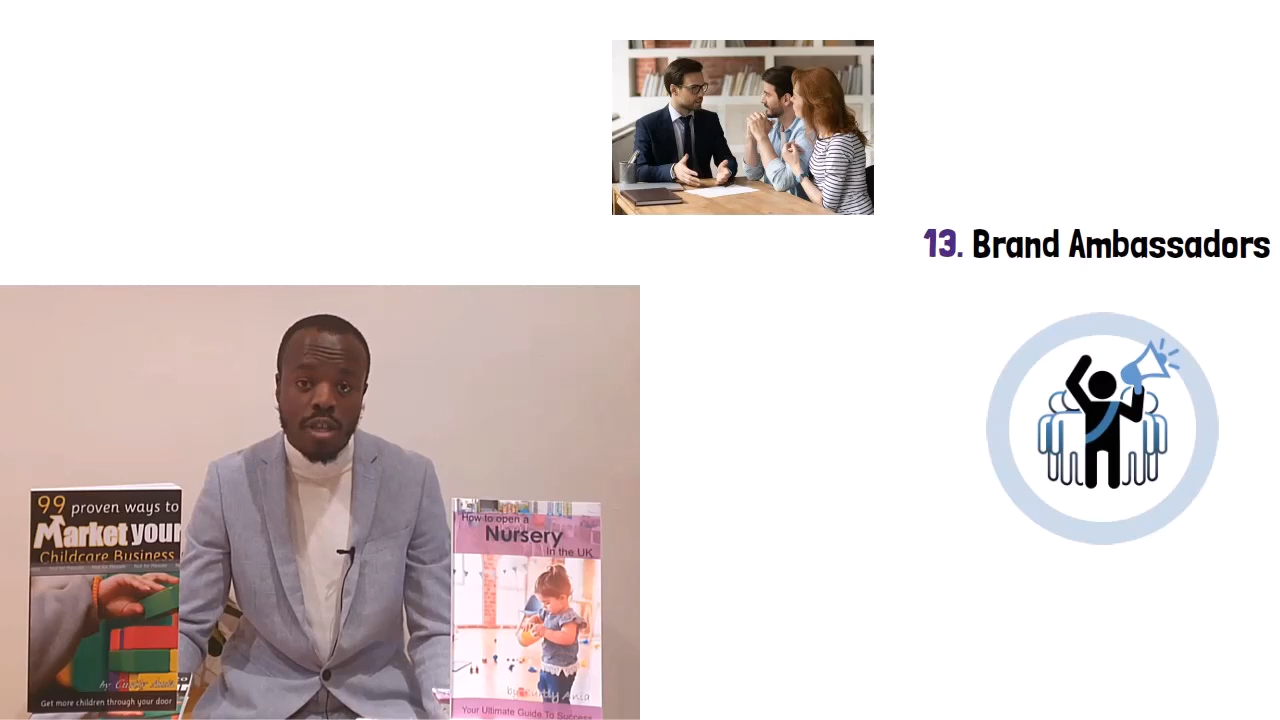 13. Brand Ambassadors
99 proven ways to
Market your
Childcare Business
How to open a
Nursery
In the UK
Get more children through your door
Your Ultimate Guide To Success